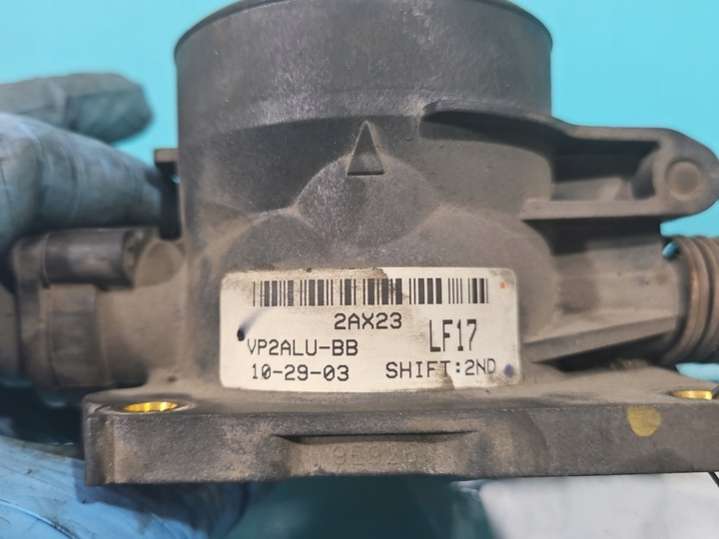 2AX23
LF17
VP2ALU-BB
10-29-03 SHIFT:2ND